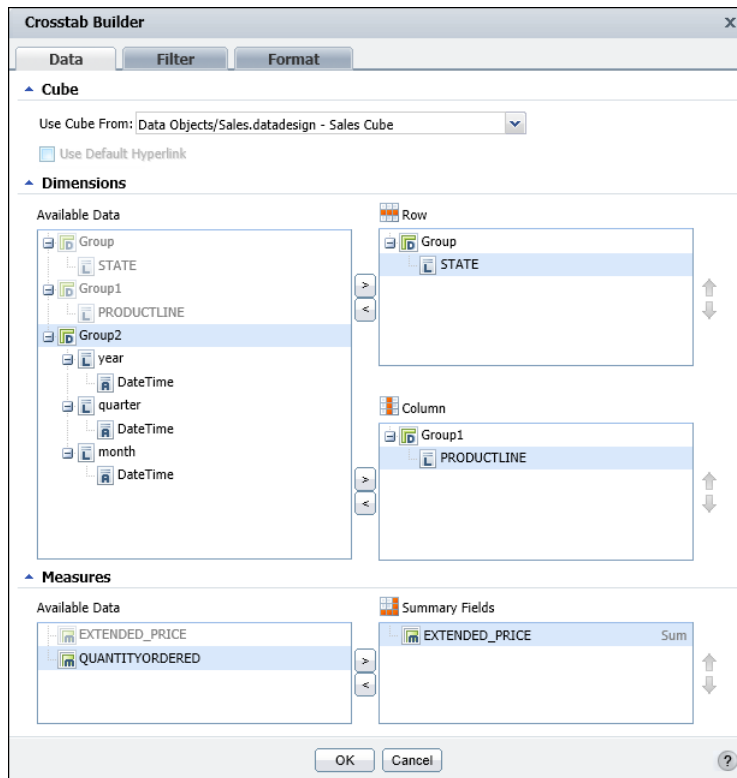 Crosstab Builder x
Data Filter Format
Cube
Use Cube From: Data Objects/Sales.datadesign - Sales Cube
Use Default Hyperlink
Dimensions
Available Data
Group
STATE
Group1
PRODUCTLINE
Group2
year
DateTime
quarter
DateTime
month
DateTime
>
<
>
<
Row
Group
STATE
Column
Group1
PRODUCTLINE
Measures
Available Data
EXTENDED_PRICE
QUANTITYORDERED
>
<
Summary Fields
EXTENDED_PRICE Sum
OK Cancel ?